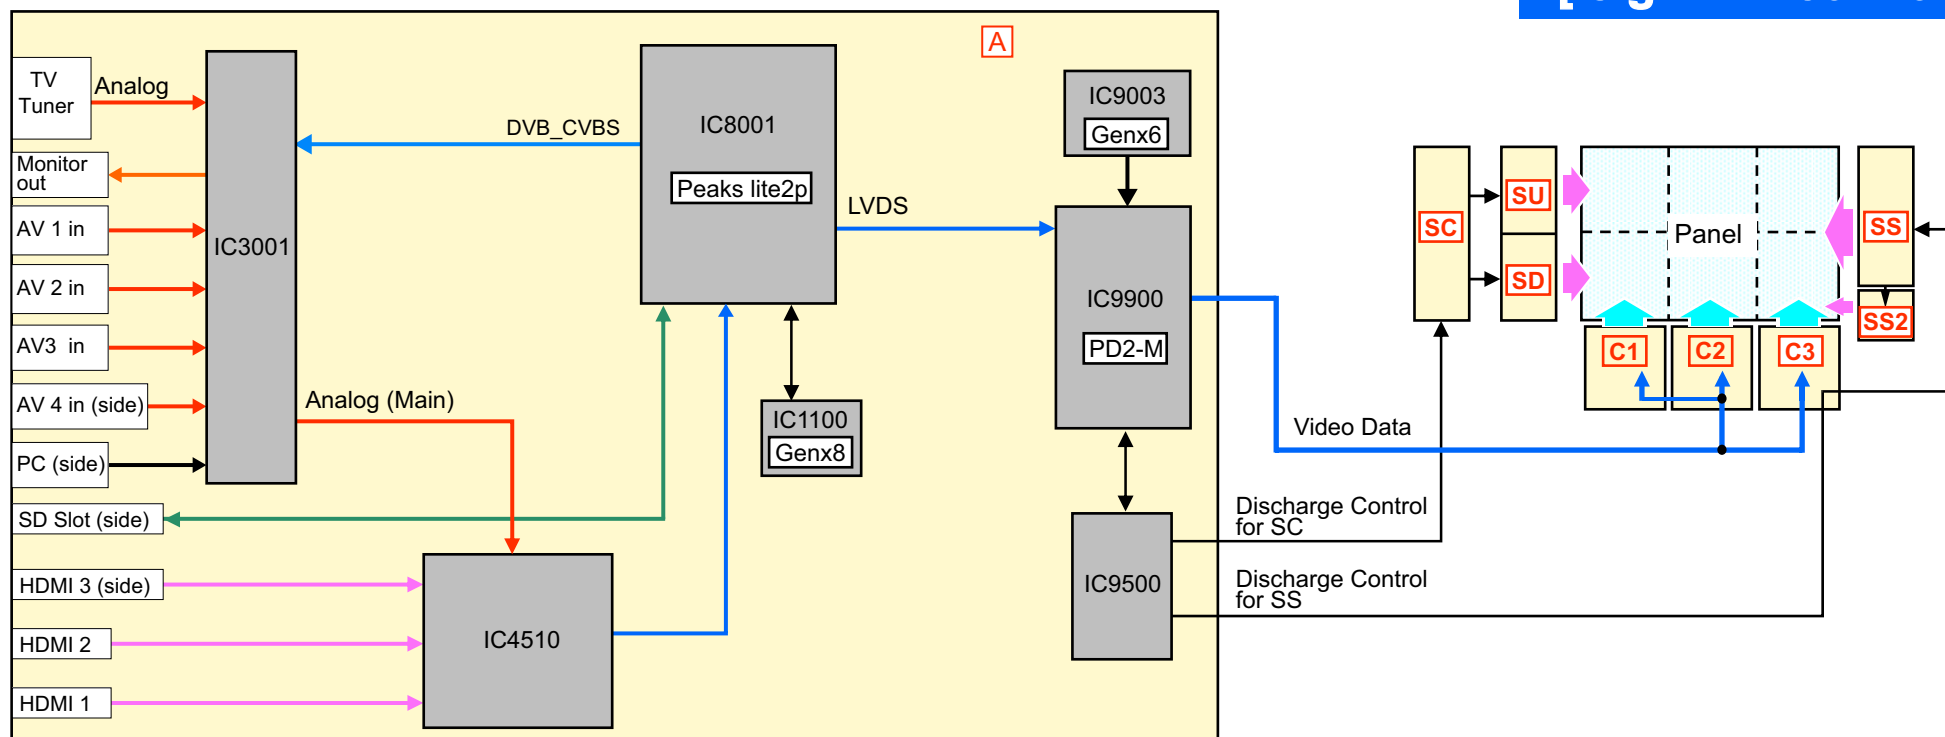 A
TV
Tuner
Analog
Monitor
out
AV 1 in
AV 2 in
AV3 in
AV 4 in (side)
PC (side)
SD Slot (side)
HDMI 3 (side)
HDMI 2
HDMI 1
IC3001
DVB_CVBS
Analog (Main)
IC4510
IC8001
Peaks lite2p
LVDS
IC1100
Genx8
IC9003
Genx6
IC9900
PD2-M
IC9500
Video Data
Discharge Control
for SC
Discharge Control
for SS
SC
SU
SD
Panel
SS
SS2
C1
C2
C3